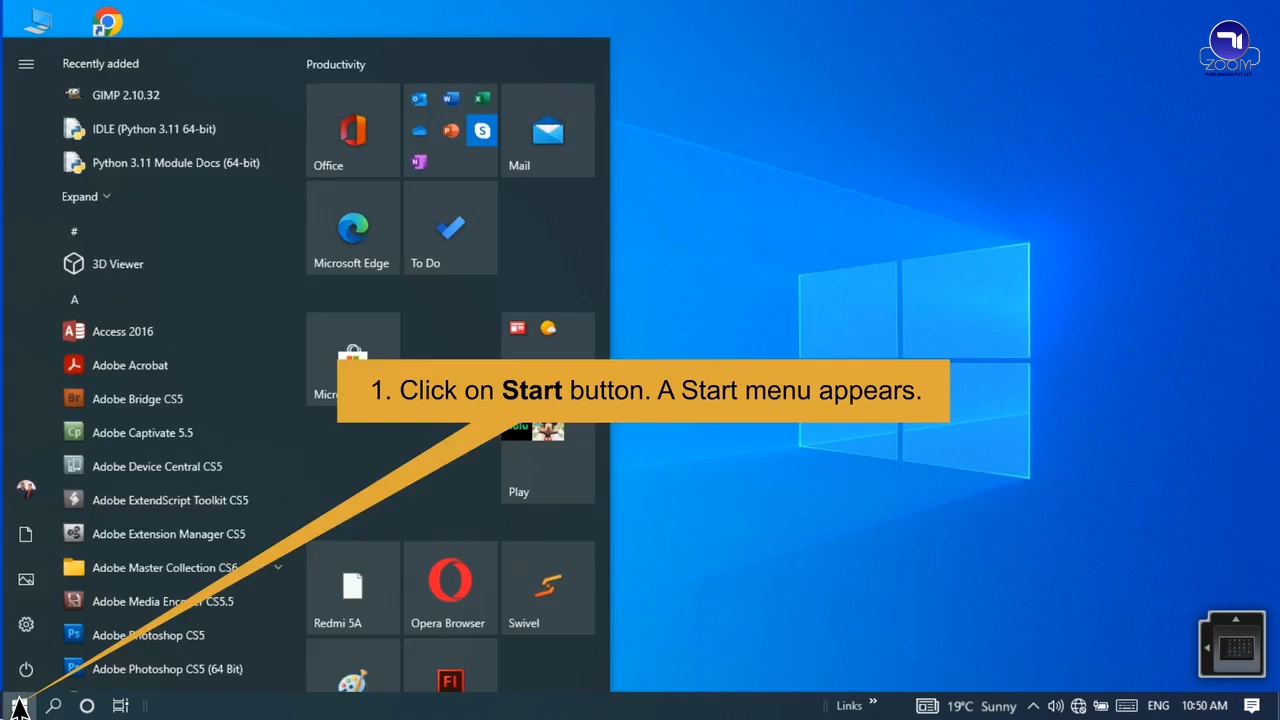 Recently added
GIMP 2.10.32
IDLE (Python 3.11 64-bit)
Python 3.11 Module Docs (64-bit)
Expand
#
3D Viewer
A
Access 2016
Adobe Acrobat
Adobe Bridge CS5
Adobe Captivate 5.5
Adobe Device Central CS5
Adobe ExtendScript Toolkit CS5
Adobe Extension Manager CS5
Adobe Master Collection CS6
Adobe Media CS5.5
Adobe Photoshop CS5
Adobe Photoshop CS5 (64 Bit)
Productivity
Office
Mail
Microsoft Edge
To Do
1. Click on Start button. A Start menu appears.
Play
Redmi 5A
Opera Browser
Swivel
ZOOM
Links
19°C Sunny
ENG
10:50 AM